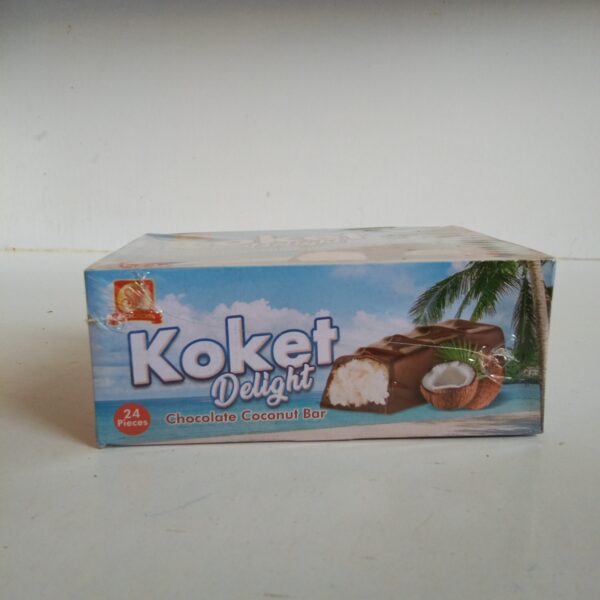 Koket
Delight
24
Pieces
Chocolate Coconut Bar